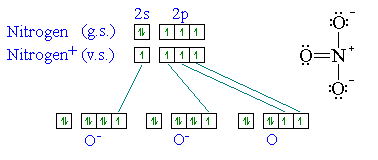 2s 2p
Nitrogen (g.s.)
Nitrogen+ (v.s.)
O- O- O
O-
O=N+
O-